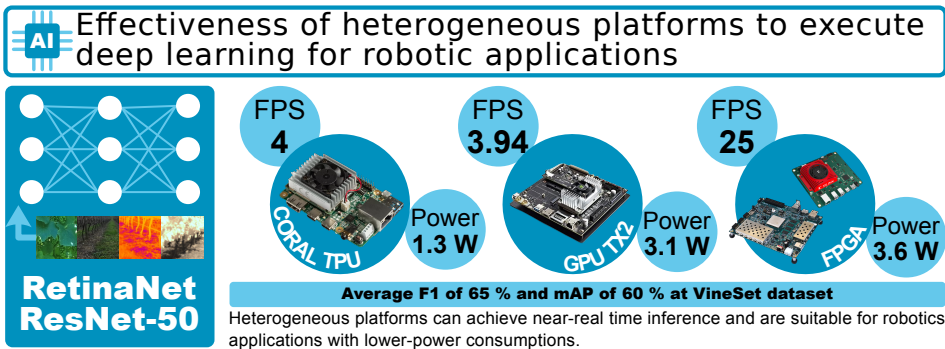 AI
Effectiveness of heterogeneous platforms to execute
deep learning for robotic applications
FPS
4
CORAL TPU
Power
1.3 W
FPS
3.94
GPU TX2
Power
3.1 W
FPS
25
FPGA
Power
3.6 W
RetinaNet
ResNet-50
Average F1 of 65 % and mAP of 60 % at VineSet dataset
Heterogeneous platforms can achieve near-real time inference and are suitable for robotics
applications with lower-power consumptions.